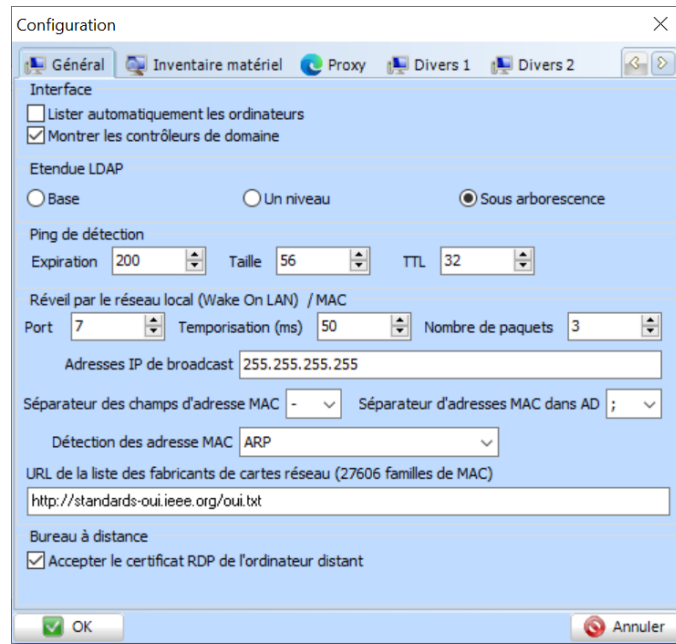 Configuration
Général Inventaire matériel Proxy Divers 1 Divers 2
Interface
Lister automatiquement les ordinateurs
Montrer les contrôleurs de domaine
Etendue LDAP
Base Un niveau Sous arborescence
Ping de détection
Expiration 200 Taille 56 TTL 32
Réveil par le réseau local (Wake On LAN) / MAC
Port 7 Temporisation (ms) 50 Nombre de paquets 3
Adresses IP de broadcast 255.255.255.255
Séparateur des champs d'adresse MAC - Séparateur d'adresses MAC dans AD ;
Détection des adresse MAC ARP
URL de la liste des fabricants de cartes réseau (27606 familles de MAC)
http://standards-oui.ieee.org/oui.txt
Bureau à distance
Accepter le certificat RDP de l'ordinateur distant
OK Annuler